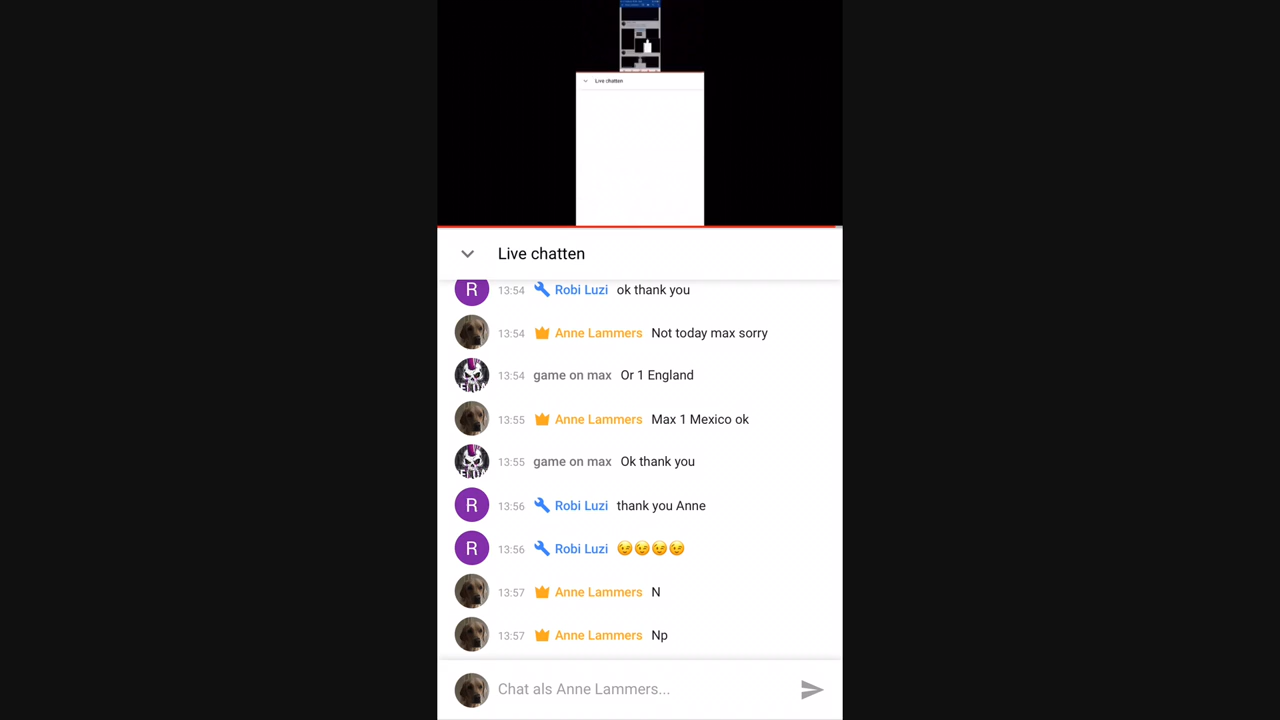 Live chatten
Live chatten
R 13:54 Robi Luzi ok thank you
13:54 Anne Lammers Not today max sorry
13:54 game on max Or 1 England
13:55 Anne Lammers Max 1 Mexico ok
13:55 game on max Ok thank you
R 13:56 Robi Luzi thank you Anne
R 13:56 Robi Luzi 😉😉😉😉
13:57 Anne Lammers N
13:57 Anne Lammers Np
Chat als Anne Lammers...